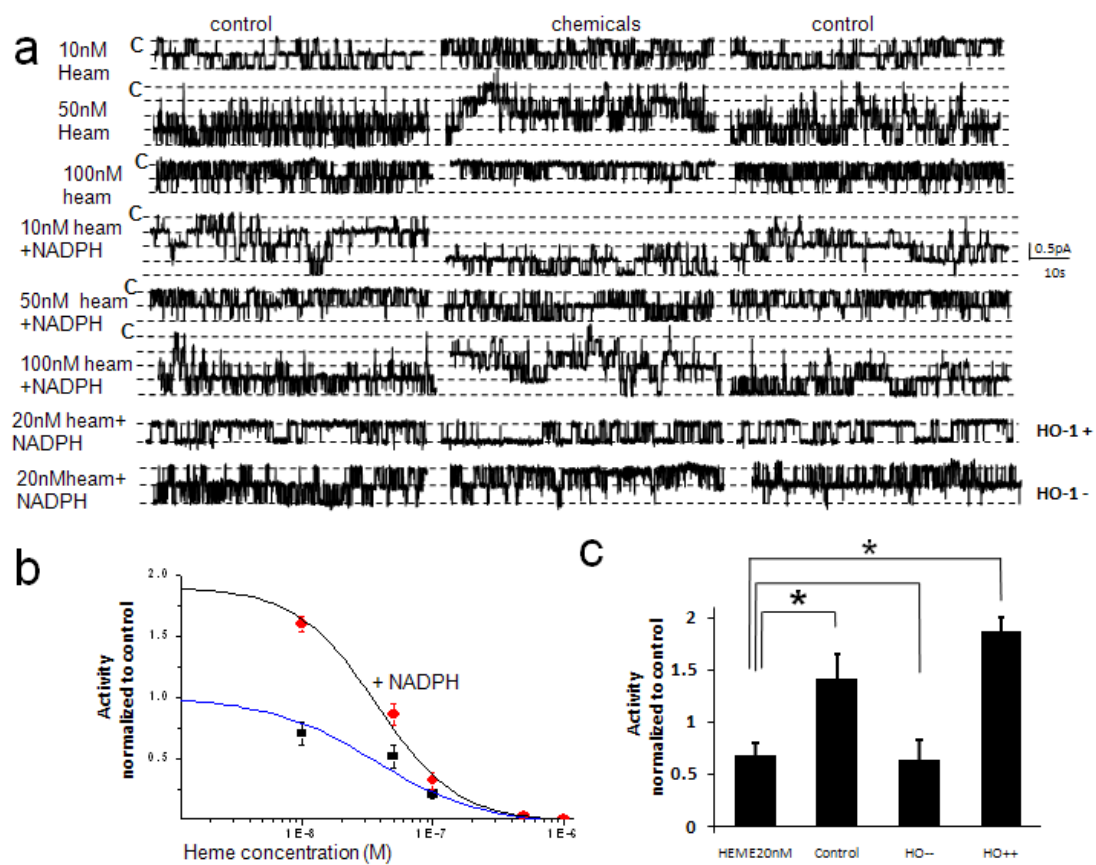 a
control chemicals control
10nM
Heam
C
50nM
Heam
C
100nM
heam
C
10nM heam
+NADPH
C
0.5pA
10s
50nM heam
+NADPH
C
100nM heam
+NADPH
C
20nM heam+
NADPH
HO-1 +
20nMheam+
NADPH
HO-1 -
b
Activity
normalized to control
2.0
1.5
1.0
0.5
+ NADPH
1E-8 1E-7 1E-6
Heme concentration (M)
c
Activity
normalized to control
* 
*
2
1.5
1
0.5
0
HEME20nM Control HO-- HO++